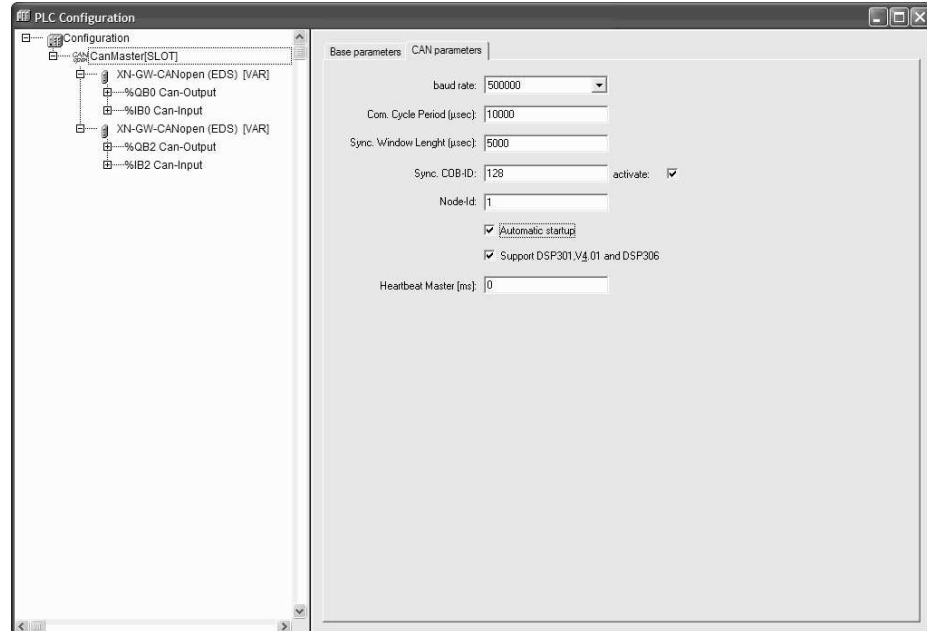 PLC Configuration
Configuration
CanMaster[SLOT]
XN-GW-CANopen (EDS) [VAR]
%QB0 Can-Output
%IB0 Can-Input
XN-GW-CANopen (EDS) [VAR]
%QB2 Can-Output
%IB2 Can-Input
Base parameters CAN parameters
baud rate: 500000
Com. Cycle Period (µsec): 10000
Sync. Window Lenght (µsec): 5000
Sync. COB-ID: 128 activate:
Node-Id: 1
Automatic startup
Support DSP301,V4.01 and DSP306
Heartbeat Master [ms]: 0